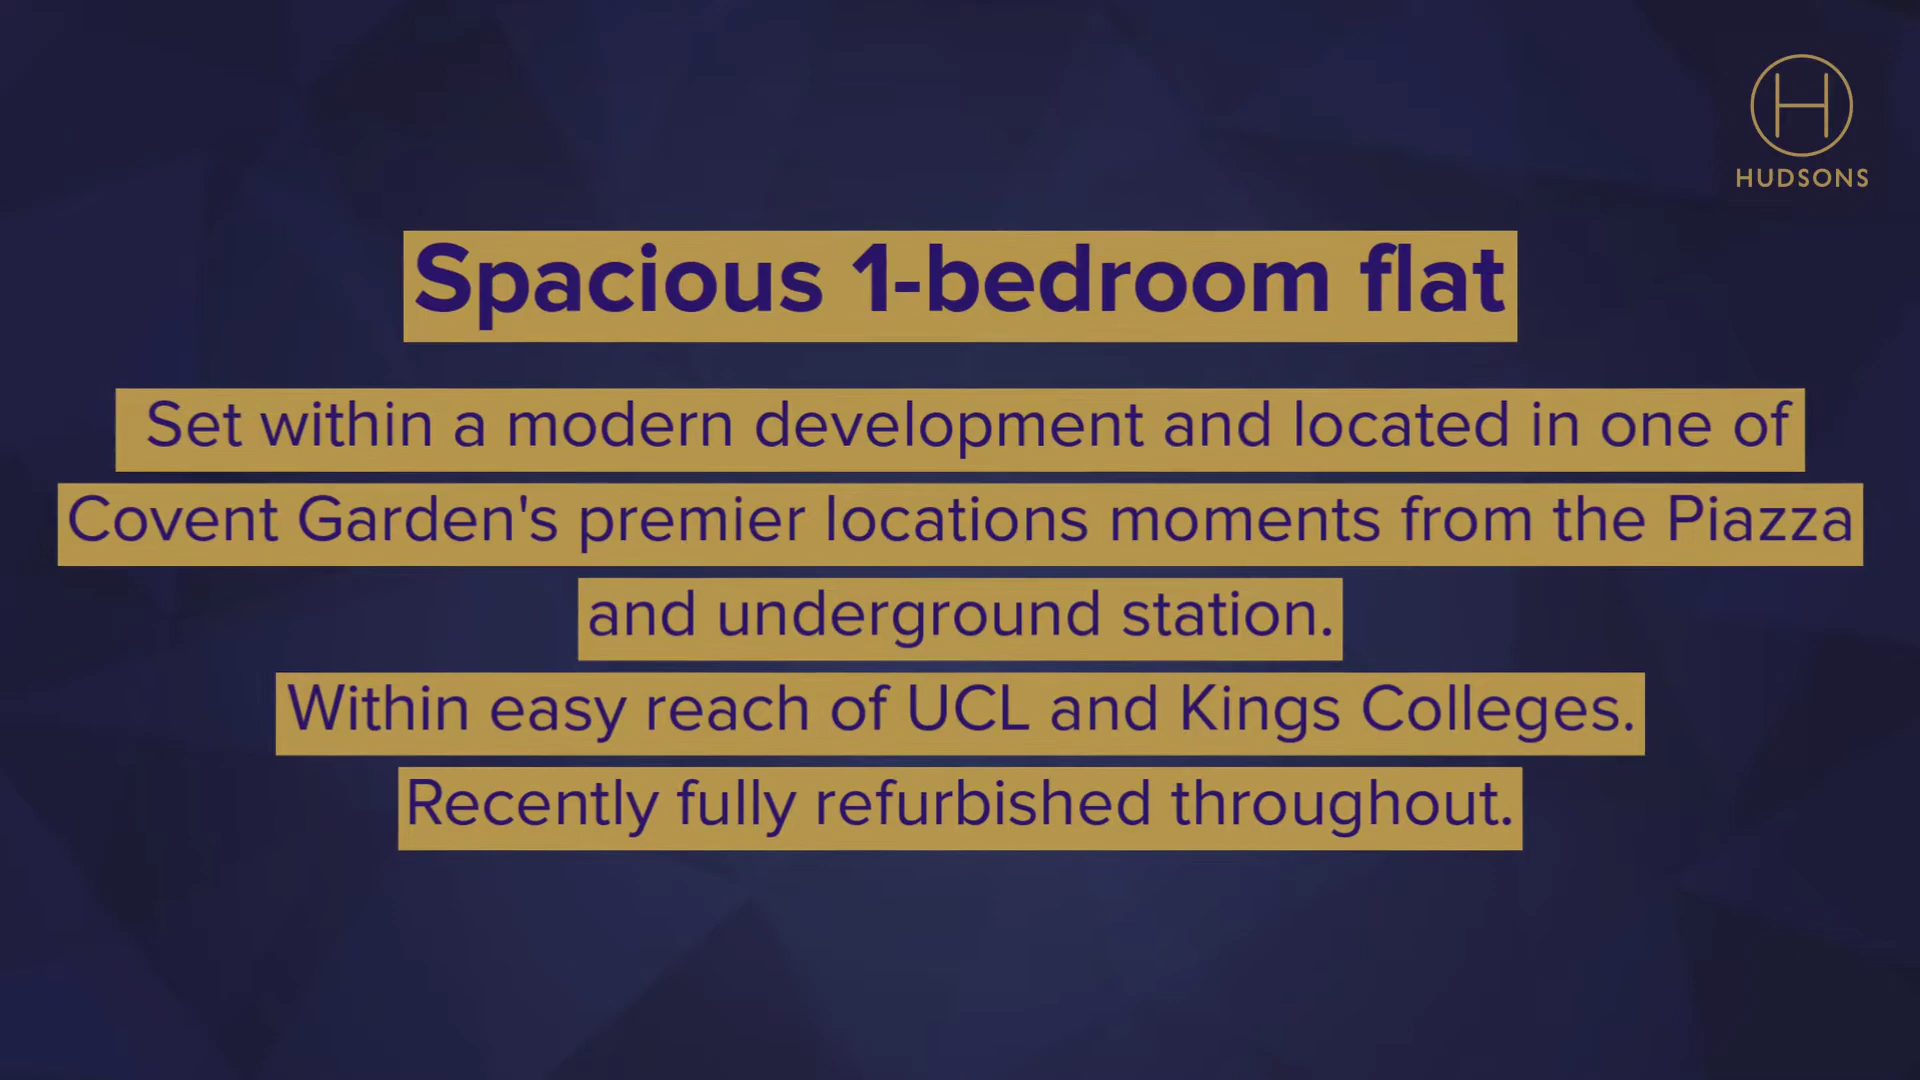 H
HUDSONS
Spacious 1-bedroom flat
Set within a modern development and located in one of
Covent Garden's premier locations moments from the Piazza
and underground station.
Within easy reach of UCL and Kings Colleges.
Recently fully refurbished throughout.